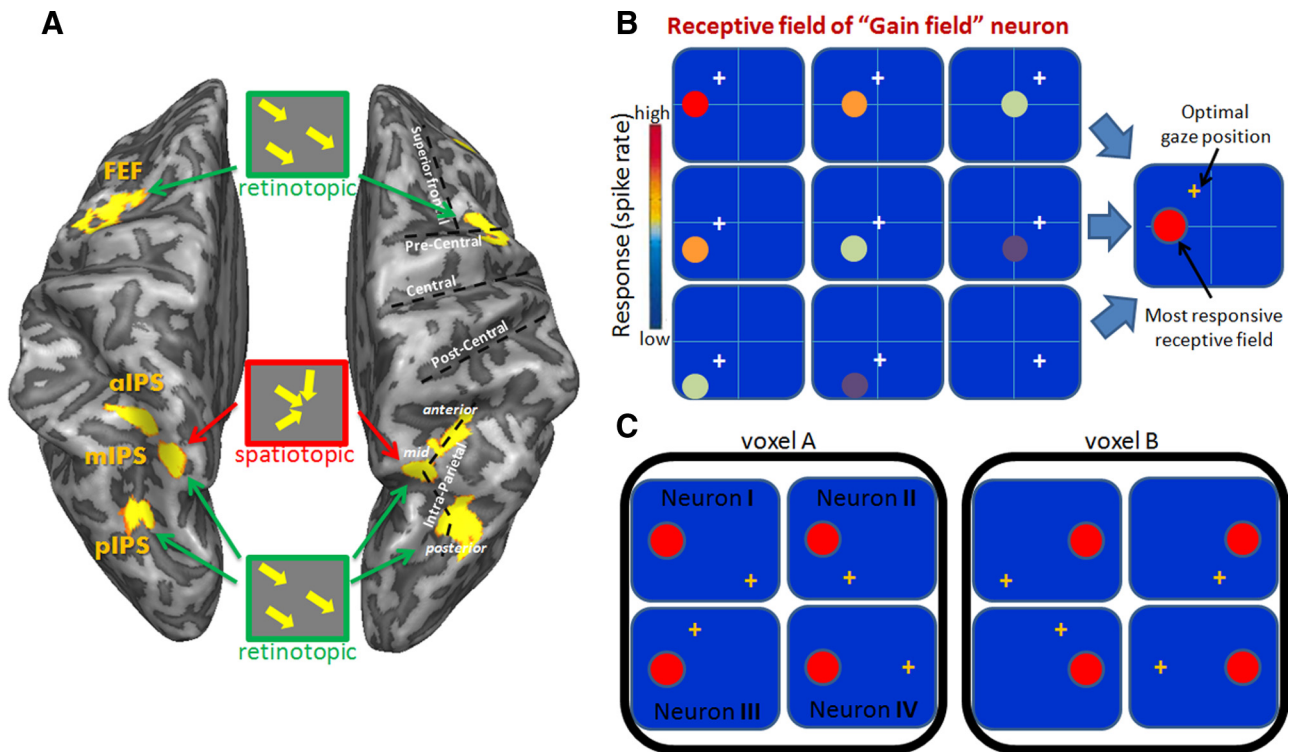 A
FEF
retinotopic
Superior frontal
Pre-Central
Central
Post-Central
aIPS
mIPS
pIPS
spatiotopic
anterior
mid
Intra-Parietal
posterior
retinotopic
B
Receptive field of “Gain field” neuron
Response (spike rate)
high
low
Optimal
gaze position
Most responsive
receptive field
C
voxel A
voxel B
Neuron I
Neuron II
Neuron III
Neuron IV